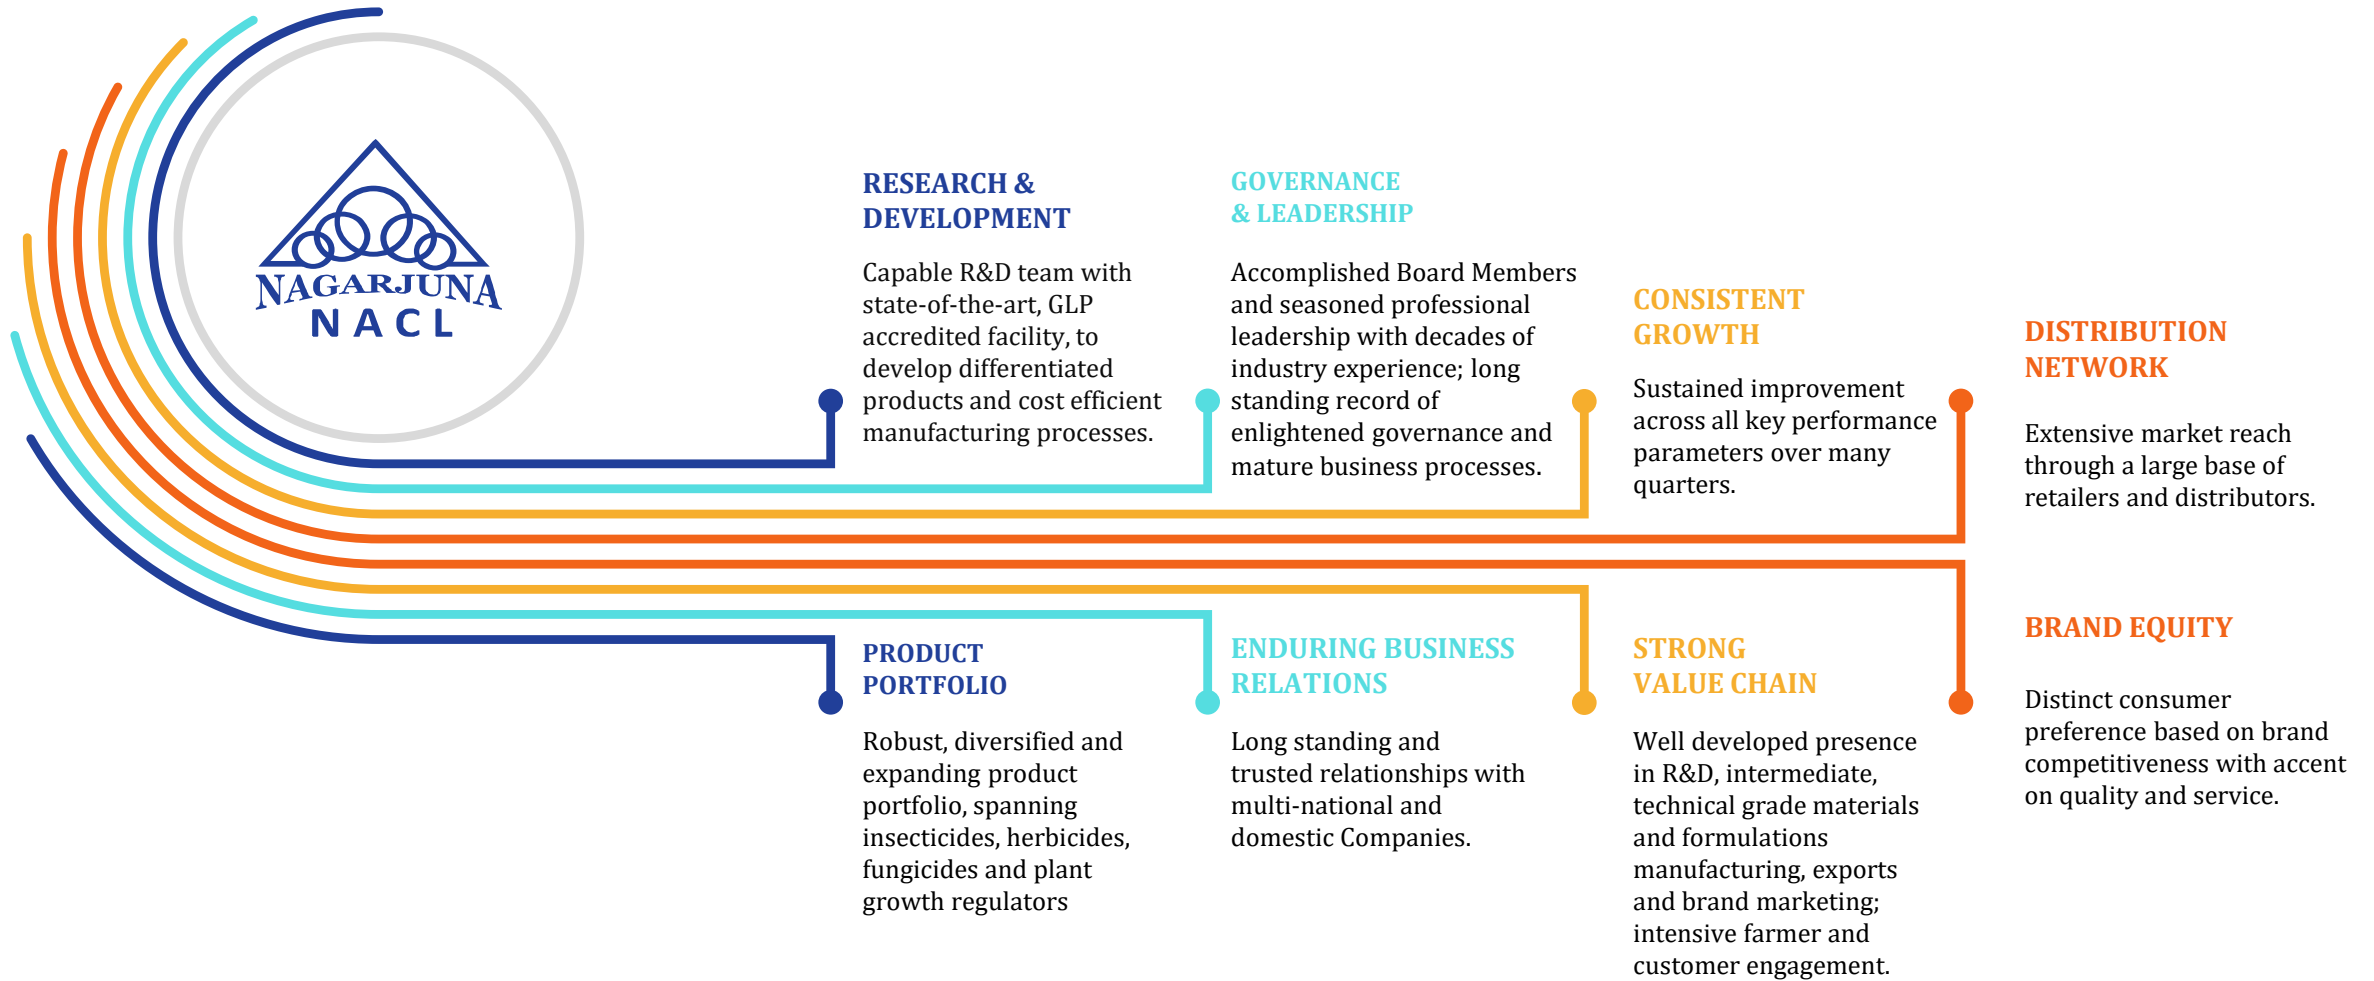 NAGARJUNA
NACL
RESEARCH &
DEVELOPMENT
Capable R&D team with
state-of-the-art, GLP
accredited facility, to
develop differentiated
products and cost efficient
manufacturing processes.
GOVERNANCE
& LEADERSHIP
Accomplished Board Members
and seasoned professional
leadership with decades of
industry experience; long
standing record of
enlightened governance and
mature business processes.
CONSISTENT
GROWTH
Sustained improvement
across all key performance
parameters over many
quarters.
DISTRIBUTION
NETWORK
Extensive market reach
through a large base of
retailers and distributors.
PRODUCT
PORTFOLIO
Robust, diversified and
expanding product
portfolio, spanning
insecticides, herbicides,
fungicides and plant
growth regulators
ENDURING BUSINESS
RELATIONS
Long standing and
trusted relationships with
multi-national and
domestic Companies.
STRONG
VALUE CHAIN
Well developed presence
in R&D, intermediate,
technical grade materials
and formulations
manufacturing, exports
and brand marketing;
intensive farmer and
customer engagement.
BRAND EQUITY
Distinct consumer
preference based on brand
competitiveness with accent
on quality and service.